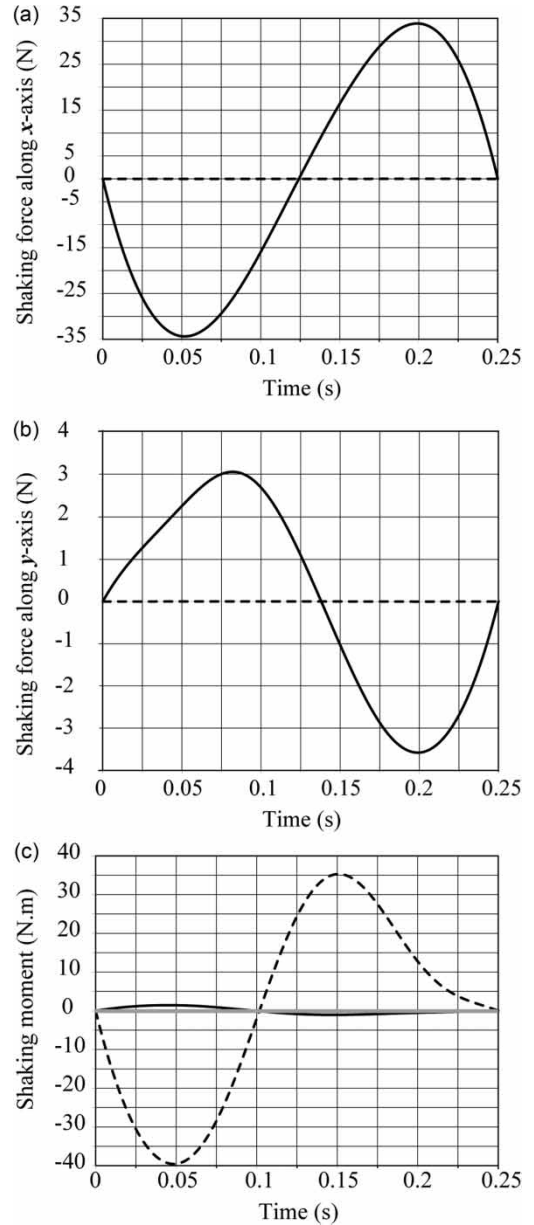 (a)
Shaking force along x-axis (N)
35
25
15
5
0
-5
-15
-25
-35
0 0.05 0.1 0.15 0.2 0.25
Time (s)
(b)
Shaking force along y-axis (N)
4
3
2
1
0
-1
-2
-3
-4
0 0.05 0.1 0.15 0.2 0.25
Time (s)
(c)
Shaking moment (N.m)
40
30
20
10
0
-10
-20
-30
-40
0 0.05 0.1 0.15 0.2 0.25
Time (s)